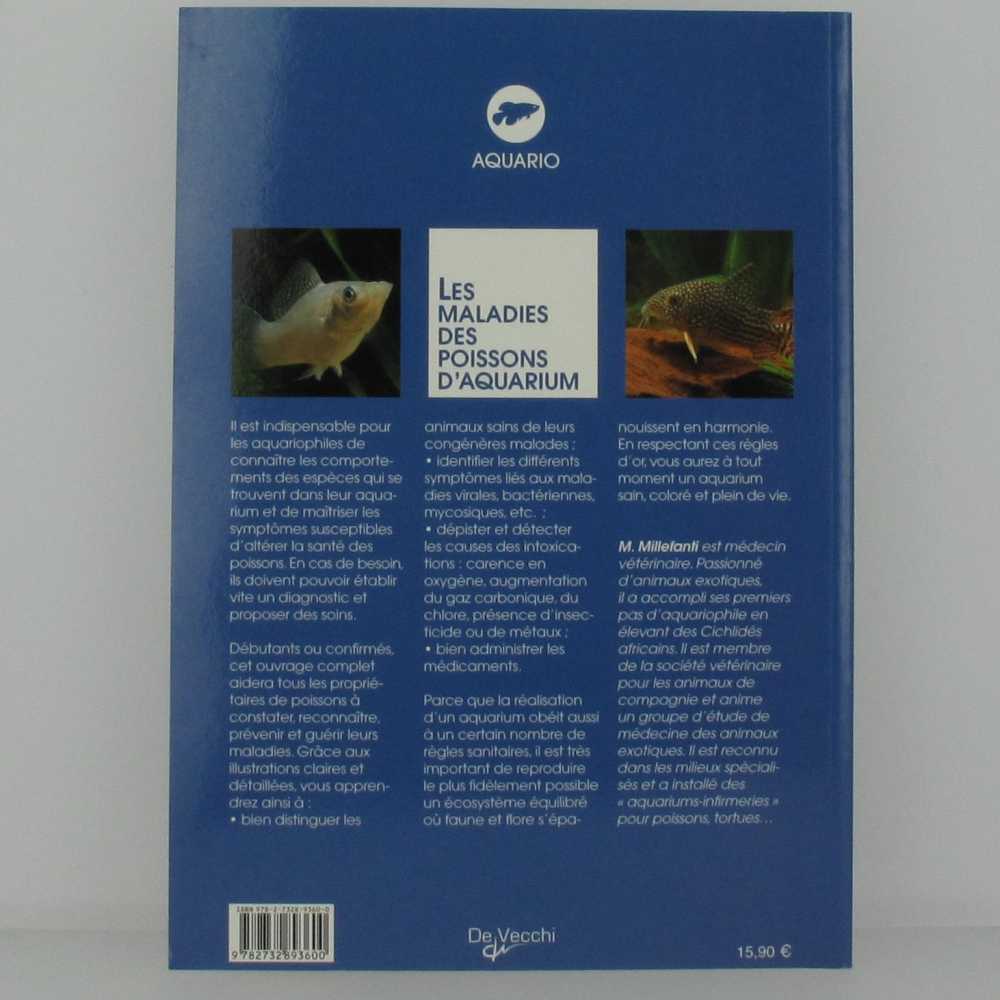 AQUARIO
LES
MALADIES
DES
POISSONS
D'AQUARIUM
Il est indispensable pour
les aquariophiles de
connaître les comporte-
ments des espèces qui se
trouvent dans leur aqua-
rium et de maîtriser les
symptômes susceptibles
d'altérer la santé des
poissons. En cas de besoin,
ils doivent pouvoir établir
vite un diagnostic et
proposer des soins.
Débutants ou confirmés,
cet ouvrage complet
aidera tous les proprié-
taires de poissons à
constater, reconnaître,
prévenir et guérir leurs
maladies. Grâce aux
illustrations claires et
détaillées, vous appren-
drez ainsi à :
• bien distinguer les
animaux sains de leurs
congénères malades ;
• identifier les différents
symptômes liés aux mala-
dies virales, bactériennes,
mycosiques, etc. ;
• dépister et détecter
les causes des intoxica-
tions : carence en
oxygène, augmentation
du gaz carbonique, du
chlore, présence d'insec-
ticide ou de métaux ;
• bien administrer les
médicaments.
Parce que la réalisation
d'un aquarium obéit aussi
à un certain nombre de
règles sanitaires, il est très
important de reproduire
le plus fidèlement possible
un écosystème équilibré
où faune et flore s'épa-
nouissent en harmonie.
En respectant ces règles
d'or, vous aurez à tout
moment un aquarium
sain, coloré et plein de vie.
M. Millefanti est médecin
vétérinaire. Passionné
d'animaux exotiques,
il a accompli ses premiers
pas d'aquariophile en
élevant des Cichlidés
africains. Il est membre
de la société vétérinaire
pour les animaux de
compagnie et anime
un groupe d'étude de
médecine des animaux
exotiques. Il est reconnu
dans les milieux spéciali-
sés et a installé des
« aquariums-infirmeries »
pour poissons, tortues...
ISBN 978-2-7328-9360-0
9 782732 893600
De Vecchi
15,90 €